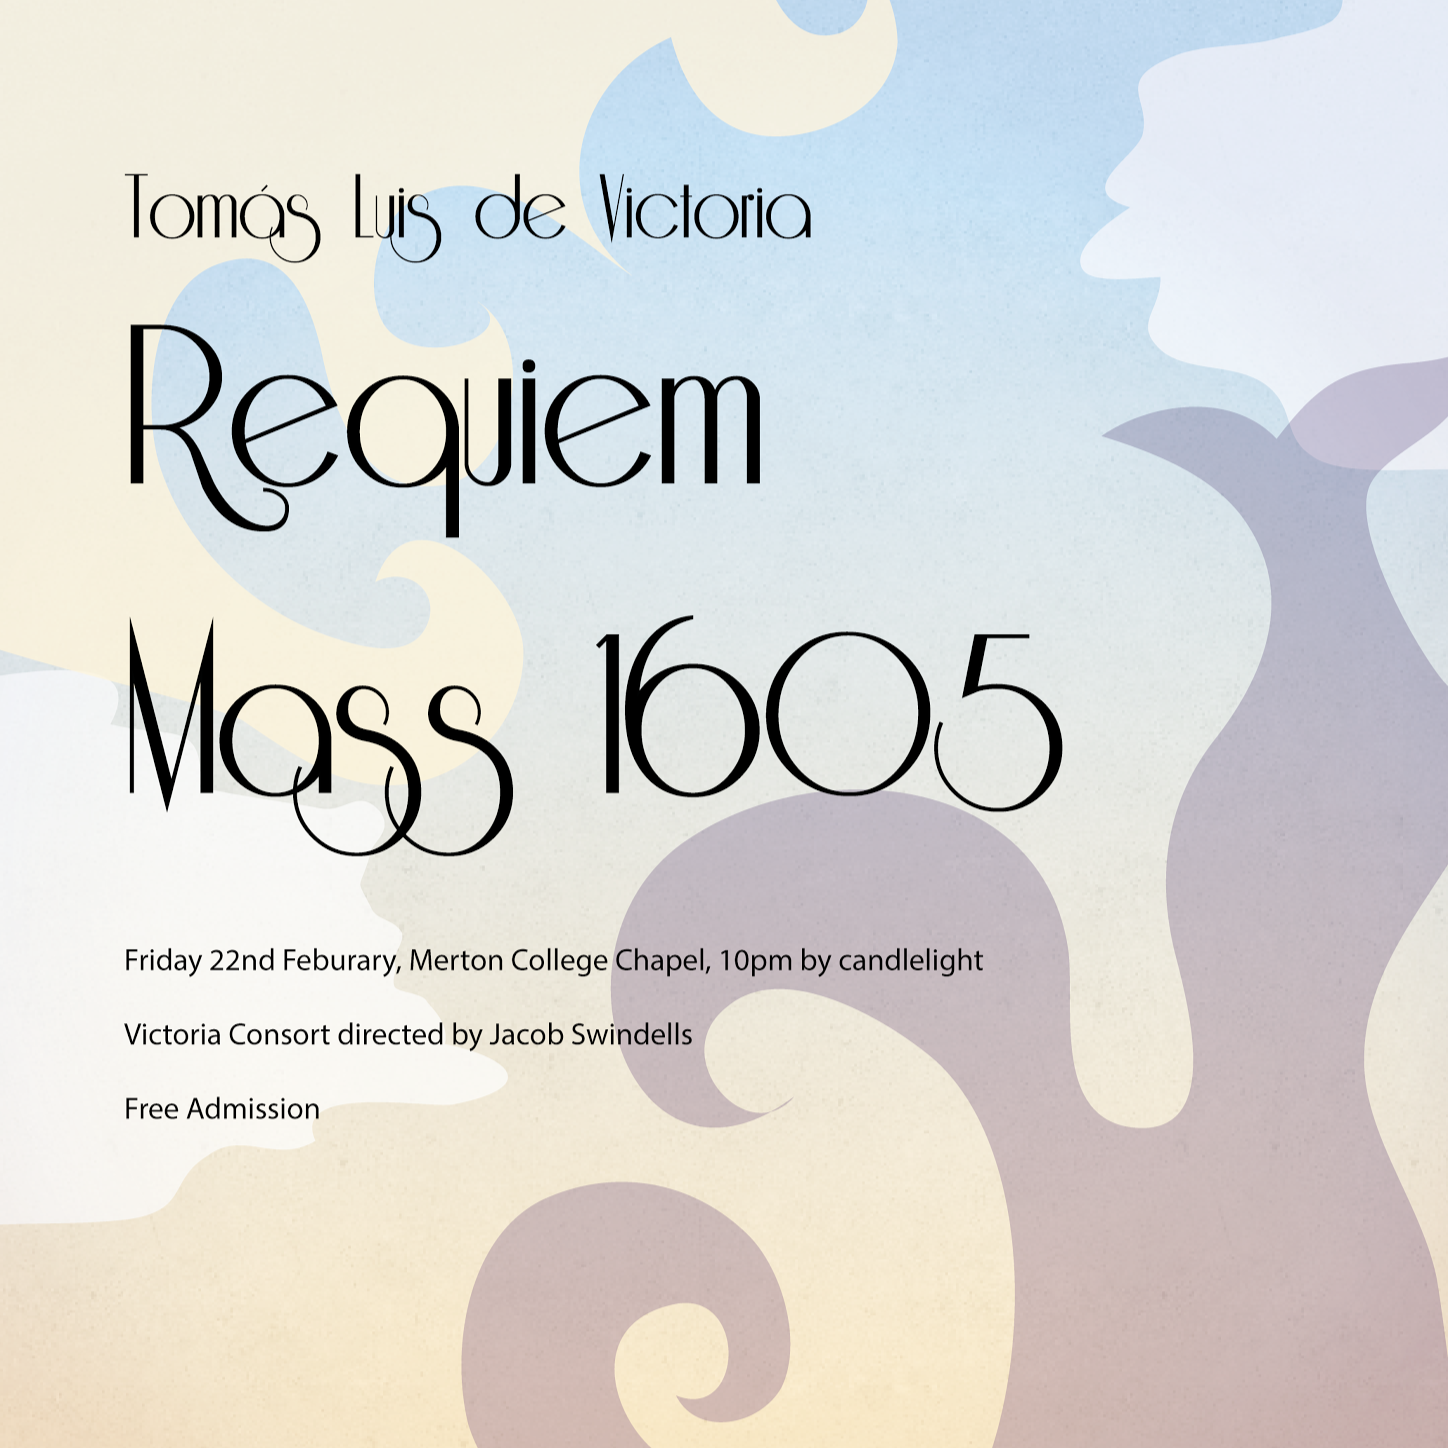 Tomás Luis de Victoria
Requiem
Mass 1605
Friday 22nd Feburary, Merton College Chapel, 10pm by candlelight
Victoria Consort directed by Jacob Swindells
Free Admission